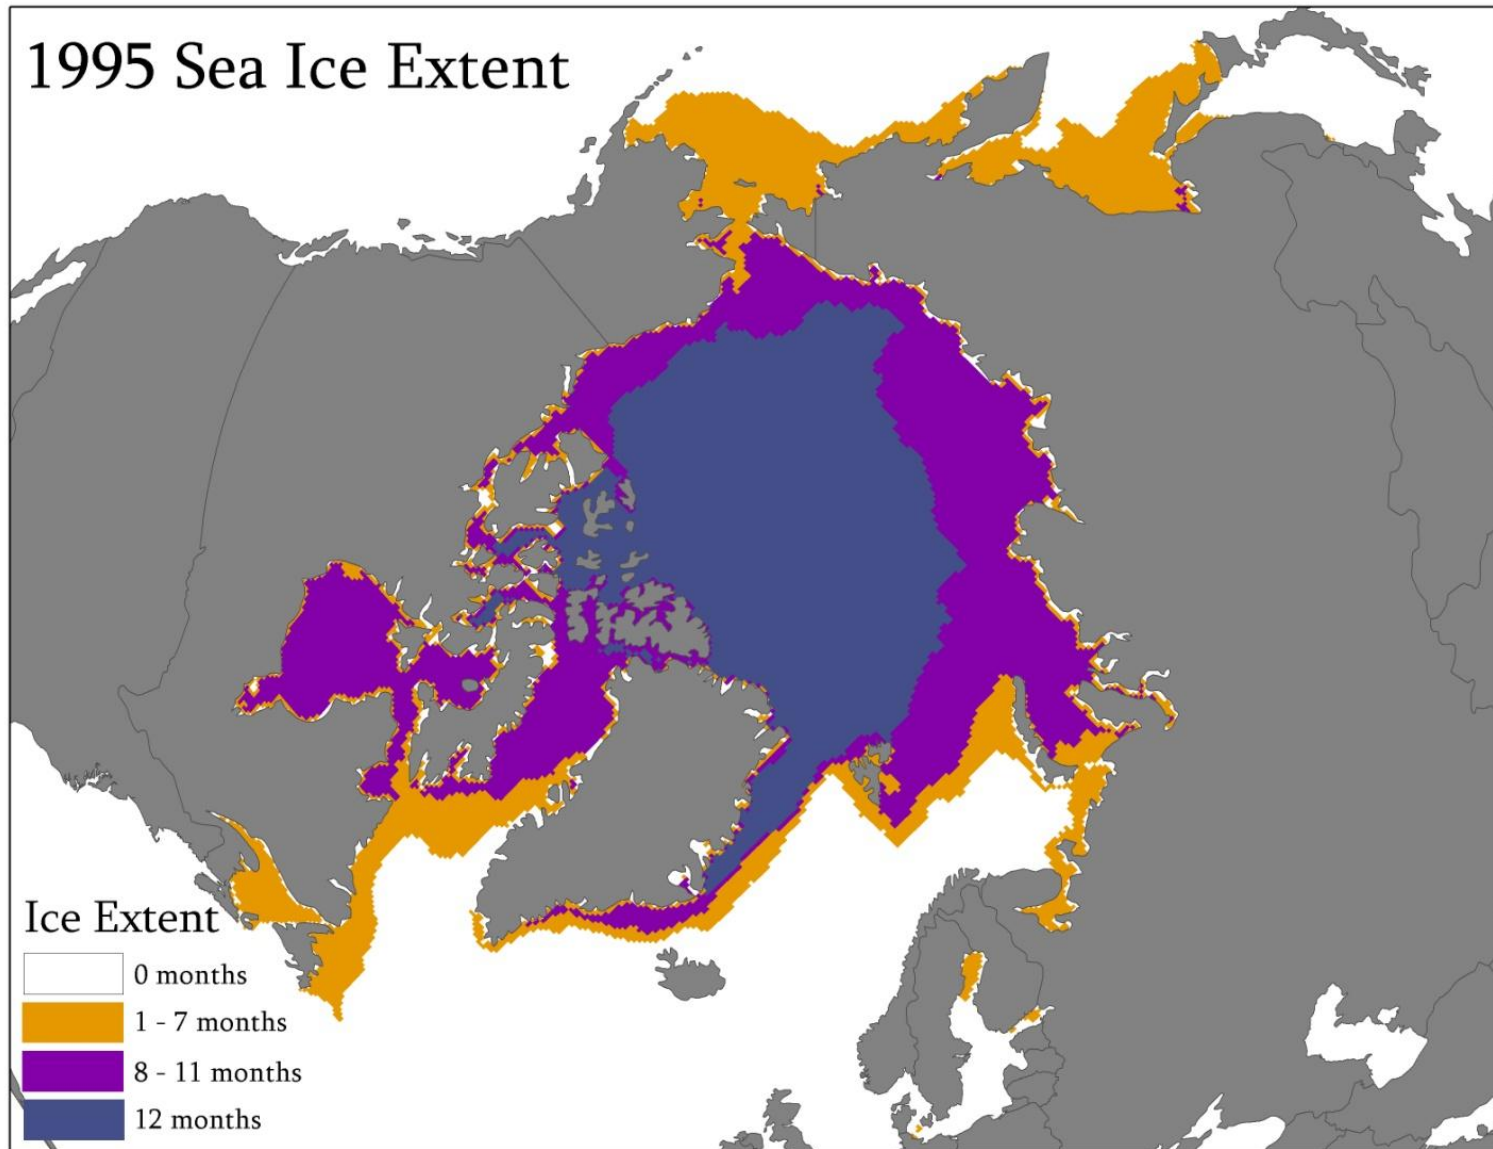 1995 Sea Ice Extent
Ice Extent
0 months
1 - 7 months
8 - 11 months
12 months